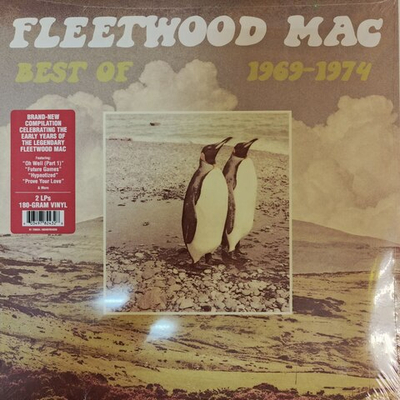 FLEETWOOD MAC
BEST OF 1969-1974
BRAND-NEW
COMPILATION
CELEBRATING THE
EARLY YEARS OF
THE LEGENDARY
FLEETWOOD MAC
Featuring:
"Oh Well (Part 1)"
"Future Games"
"Hypnotized"
"Prove Your Love"
& More
2 LPs
180-GRAM VINYL